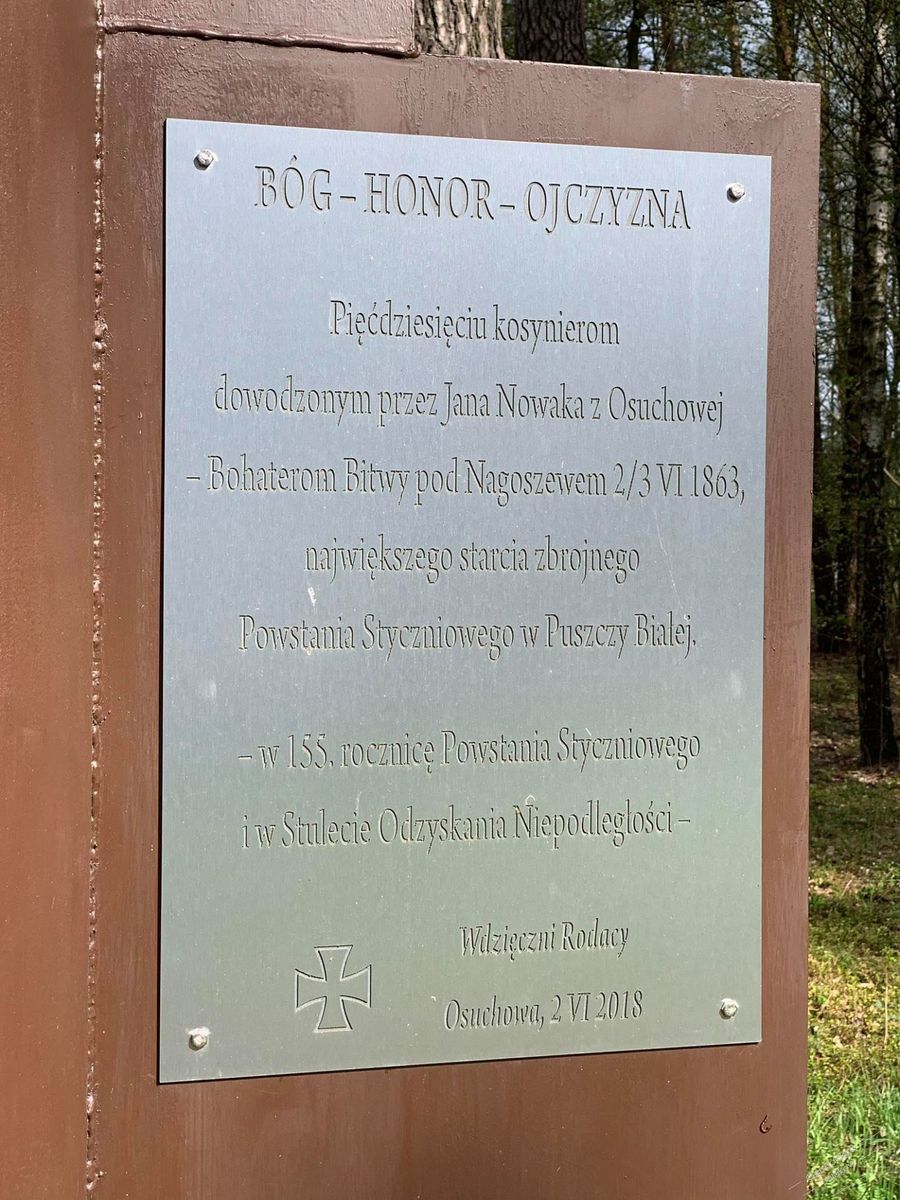 BÓG – HONOR – OJCZYZNA
Pięćdziesięciu kosynierom
dowodzonym przez Jana Nowaka z Osuchowej
– Bohaterom Bitwy pod Nagoszewem 2/3 VI 1863,
największego starcia zbrojnego
Powstania Styczniowego w Puszczy Białej.
– w 155. rocznicę Powstania Styczniowego
i w Stulecie Odzyskania Niepodległości –
Wdzięczni Rodacy
Osuchowa, 2 VI 2018